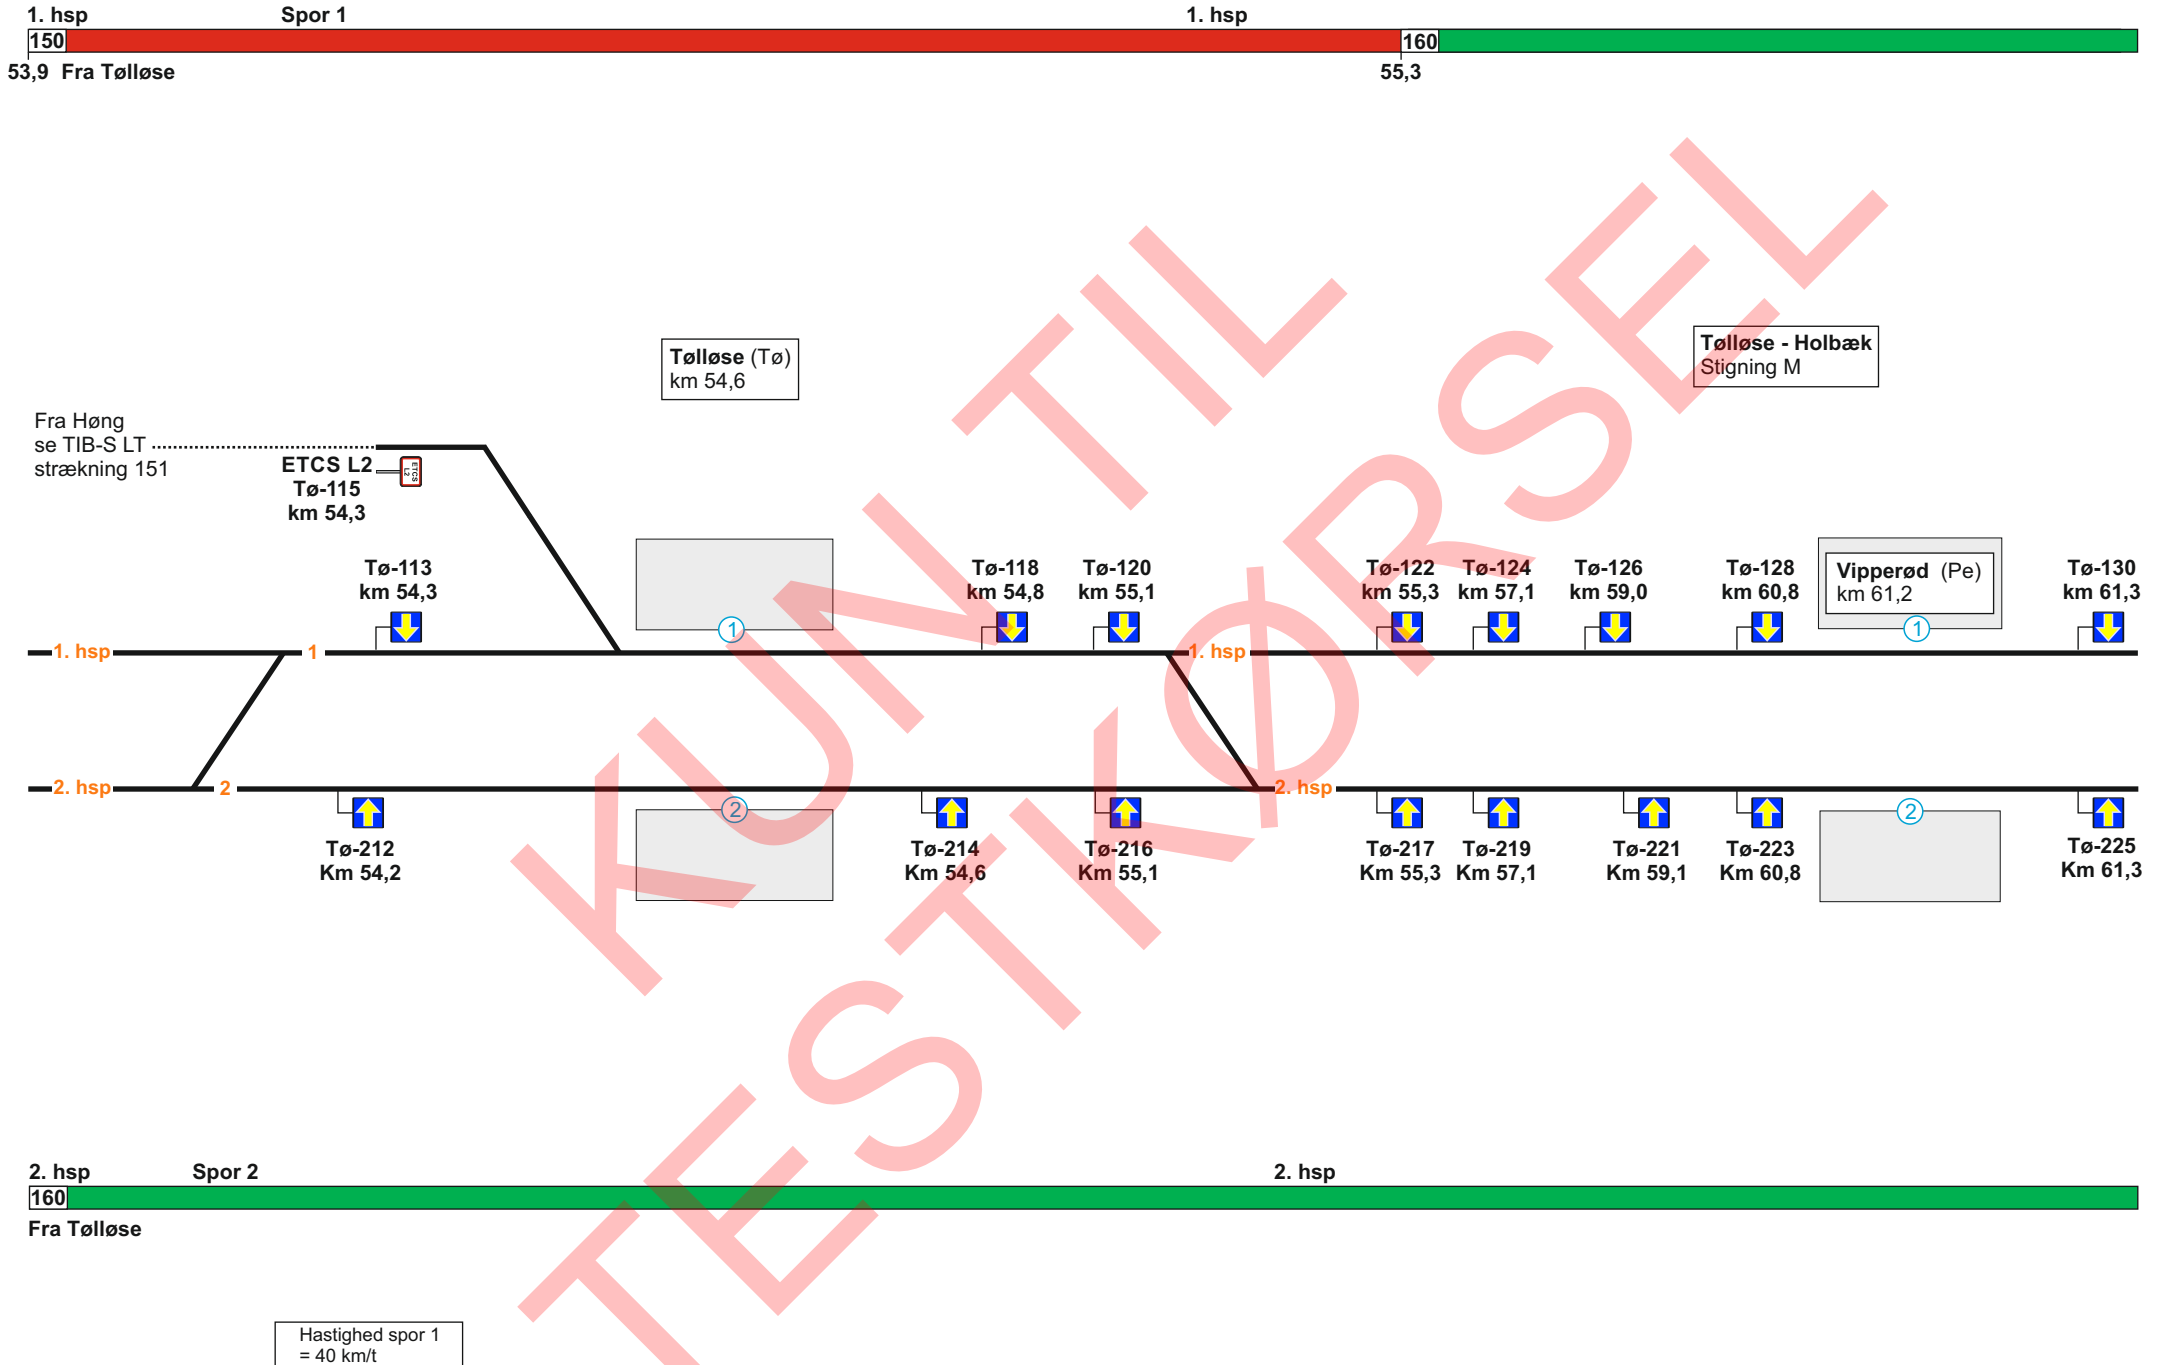 1. hsp Spor 1 1. hsp
150 160
53,9 Fra Tølløse 55,3
Tølløse (Tø)
km 54,6
Tølløse - Holbæk
Stigning M
Fra Høng
se TIB-S LT
strækning 151
ETCS L2
Tø-115
km 54,3
ETCS
L2
Tø-113
km 54,3
Tø-118
km 54,8
Tø-120
km 55,1
Tø-122
km 55,3
Tø-124
km 57,1
Tø-126
km 59,0
Tø-128
km 60,8
Vipperød (Pe)
km 61,2
Tø-130
km 61,3
1 1
1. hsp 1 1. hsp
2. hsp 2 2. hsp
2 2
Tø-212
Km 54,2
Tø-214
Km 54,6
Tø-216
Km 55,1
Tø-217
Km 55,3
Tø-219
Km 57,1
Tø-221
Km 59,1
Tø-223
Km 60,8
Tø-225
Km 61,3
KUN TIL
TESTKØRSEL
2. hsp Spor 2 2. hsp
160
Fra Tølløse
Hastighed spor 1
= 40 km/t